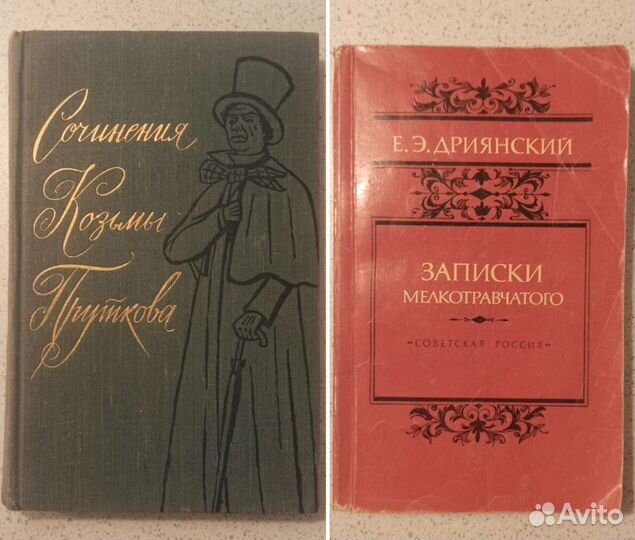 Сочинения
Козьмы
Пруткова
Е. Э. ДРИЯНСКИЙ
ЗАПИСКИ
МЕЛКОТРАВЧАТОГО
«СОВЕТСКАЯ РОССИЯ»
Avito